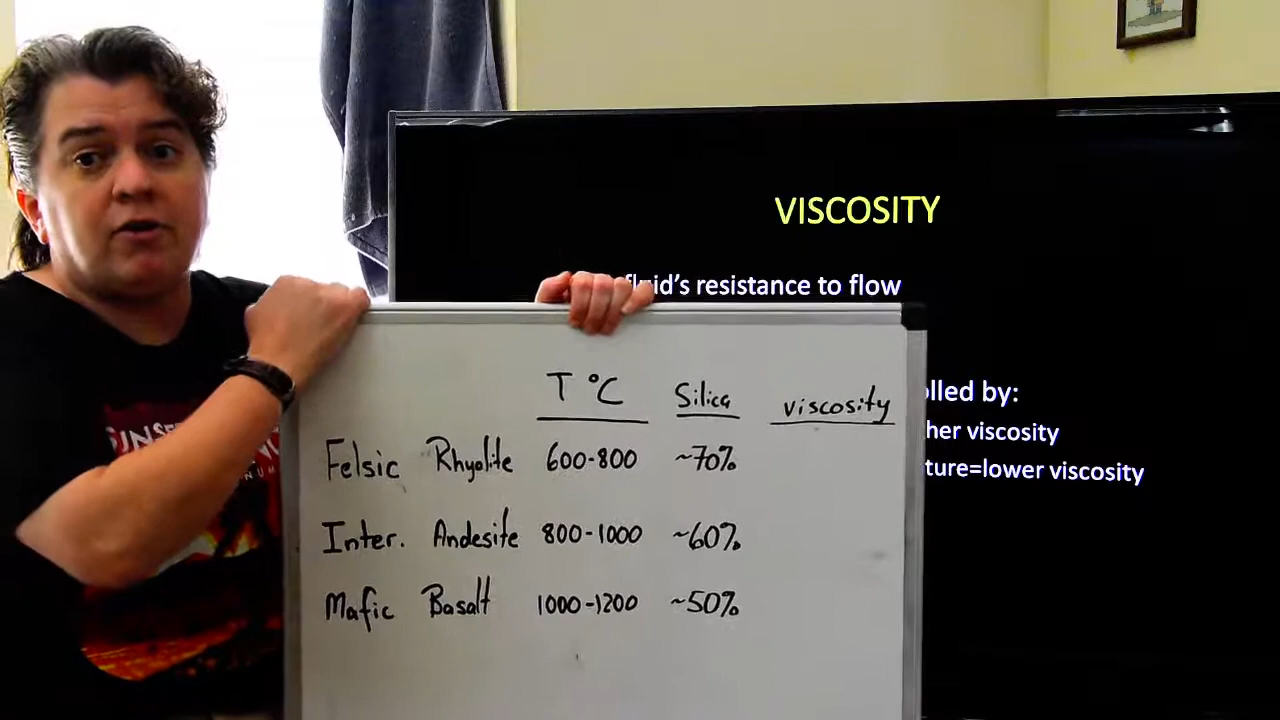 VISCOSITY
fluid's resistance to flow
olled by:
her viscosity
ture=lower viscosity
T °C Silica viscosity
Felsic Rhyolite 600-800 ~70%
Inter. Andesite 800-1000 ~60%
Mafic Basalt 1000-1200 ~50%